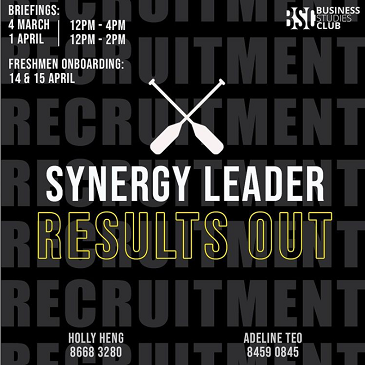 BRIEFINGS:
4 MARCH 12PM - 4PM
1 APRIL 12PM - 2PM
FRESHMEN ONBOARDING:
14 & 15 APRIL
BSC BUSINESS
STUDIES
CLUB
RECRUITMENT
RECRUITMENT
RECRUITMENT
SYNERGY LEADER
RECRUITMENT
RESULTS OUT
RECRUITMENT
RECRUITMENT
HOLLY HENG
8668 3280
ADELINE TEO
8459 0845